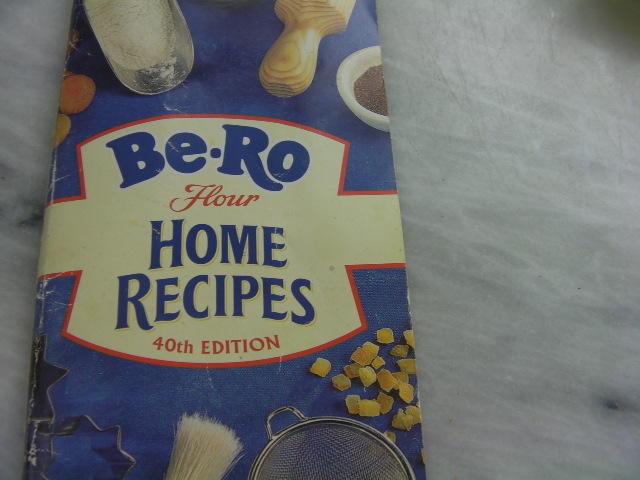 Be-Ro
Flour
HOME
RECIPES
40th EDITION